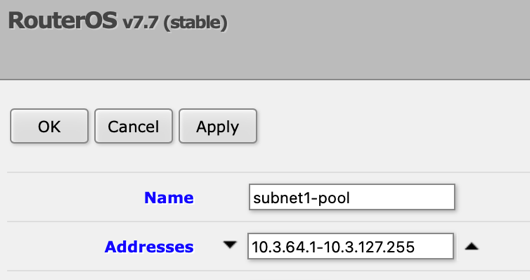 RouterOS v7.7 (stable)
OK Cancel Apply
Name subnet1-pool
Addresses 10.3.64.1-10.3.127.255